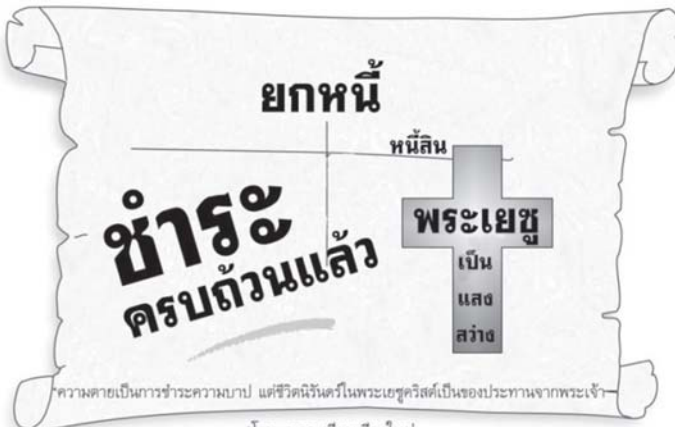 ยกหนี้
หนี้สิน
ชำระ
ครบถ้วนแล้ว
พระเยซู
เป็น
แสง
สว่าง
"ความตายเป็นการชำระความบาป แต่ชีวิตนิรันดร์ในพระเยซูคริสต์เป็นของประทานจากพระเจ้า